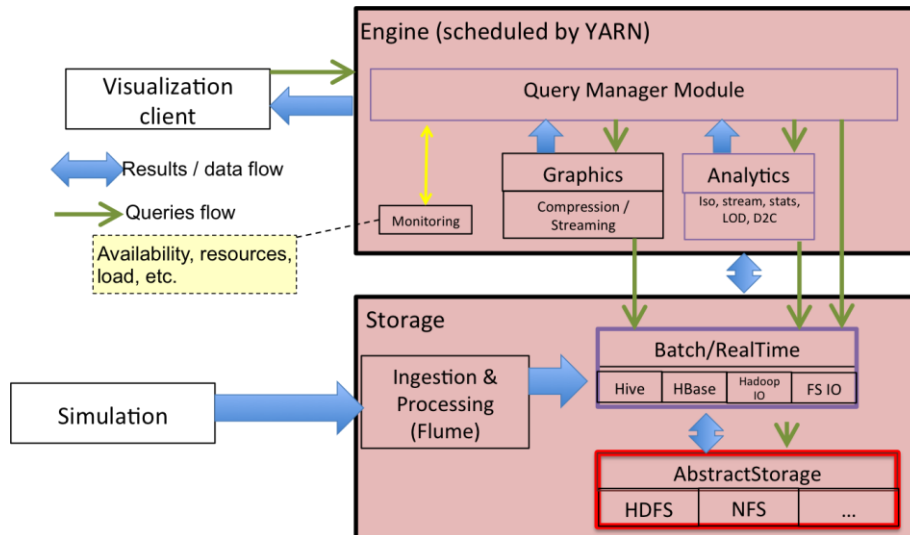 Engine (scheduled by YARN)
Visualization
client
Query Manager Module
Results / data flow
Queries flow
Graphics
Compression /
Streaming
Analytics
Iso, stream, stats,
LOD, D2C
Monitoring
Availability, resources,
load, etc.
Storage
Batch/RealTime
Hive
HBase
Hadoop
IO
FS IO
Ingestion &
Processing
(Flume)
Simulation
AbstractStorage
HDFS
NFS
...